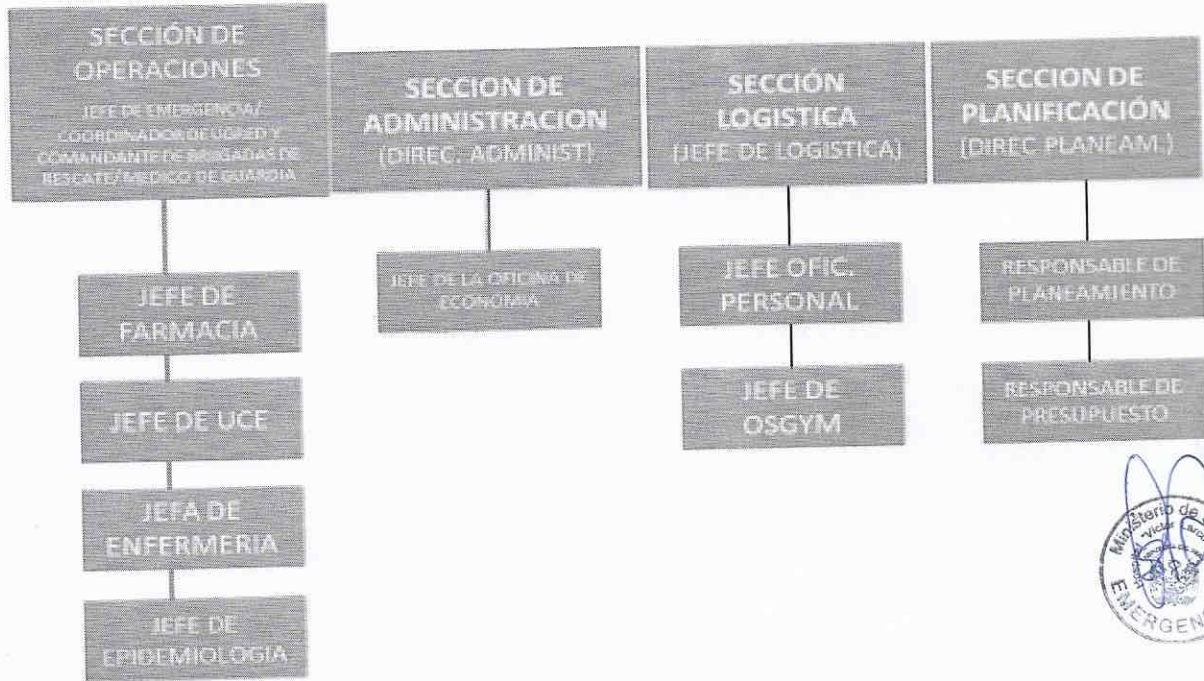 SECCIÓN DE
OPERACIONES
JEFE DE EMERGENCIA/
COORDINADOR DE UGRED Y
COMANDANTE DE BRIGADAS DE
RESCATE/MEDICO DE GUARDIA
JEFE DE
FARMACIA
JEFE DE UCE
JEFA DE
ENFERMERIA
JEFE DE
EPIDEMIOLOGIA
SECCION DE
ADMINISTRACION
(DIREC. ADMINIST)
JEFE DE LA OFICINA DE
ECONOMIA
SECCIÓN
LOGISTICA
(JEFE DE LOGISTICA)
JEFE OFIC.
PERSONAL
JEFE DE
OSGYM
SECCION DE
PLANIFICACIÓN
(DIREC PLANEAM.)
RESPONSABLE DE
PLANEAMIENTO
RESPONSABLE DE
PRESUPUESTO
Ministerio de
Victor
EMERGEN